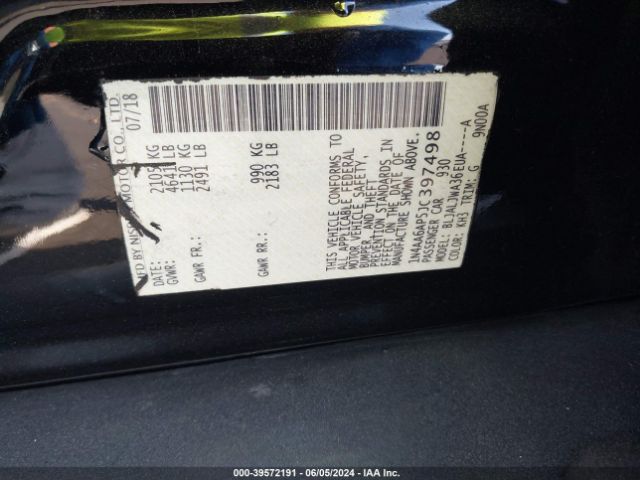 MFD BY NISSAN MOTOR CO., LTD.
DATE: 07/18
GVWR: 2105 KG
4641 LB
GAWR FR.: 1130 KG
2491 LB
GAWR RR.: 990 KG
2183 LB
THIS VEHICLE CONFORMS TO
ALL APPLICABLE FEDERAL
MOTOR VEHICLE SAFETY,
BUMPER, AND THEFT
PREVENTION STANDARDS IN
EFFECT ON THE DATE OF
MANUFACTURE SHOWN ABOVE.
1N4AA6AP5JC397498
PASSENGER CAR 930
MODEL: BLJALJWA36EUA----A
COLOR: KH3 TRIM: G 9N00A
000-39572191 - 06/05/2024 - IAA Inc.